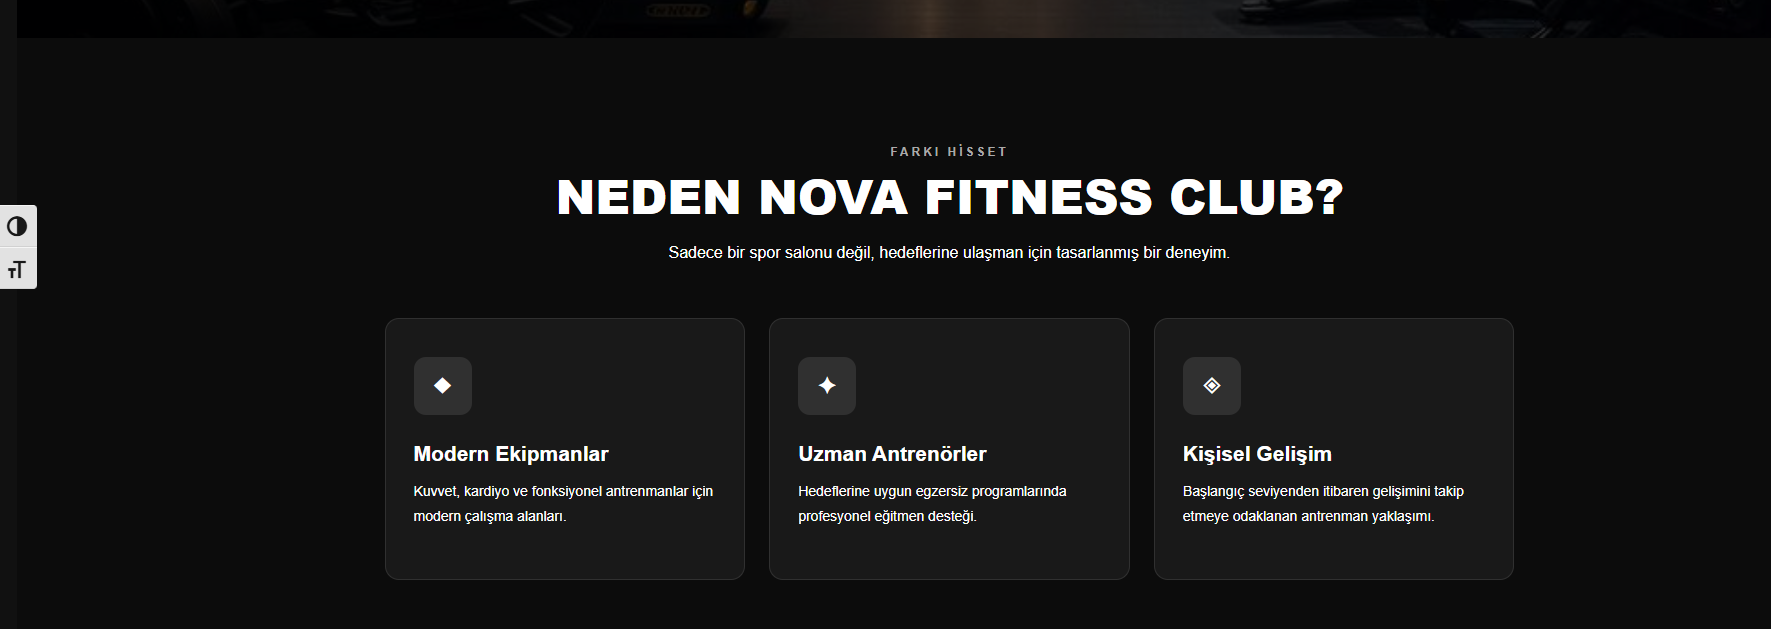 FARKI HİSSET
NEDEN NOVA FITNESS CLUB?
Sadece bir spor salonu değil, hedeflerine ulaşman için tasarlanmış bir deneyim.
Modern Ekipmanlar
Kuvvet, kardiyo ve fonksiyonel antrenmanlar için
modern çalışma alanları.
Uzman Antrenörler
Hedeflerine uygun egzersiz programlarında
profesyonel eğitmen desteği.
Kişisel Gelişim
Başlangıç seviyenden itibaren gelişimini takip
etmeye odaklanan antrenman yaklaşımı.